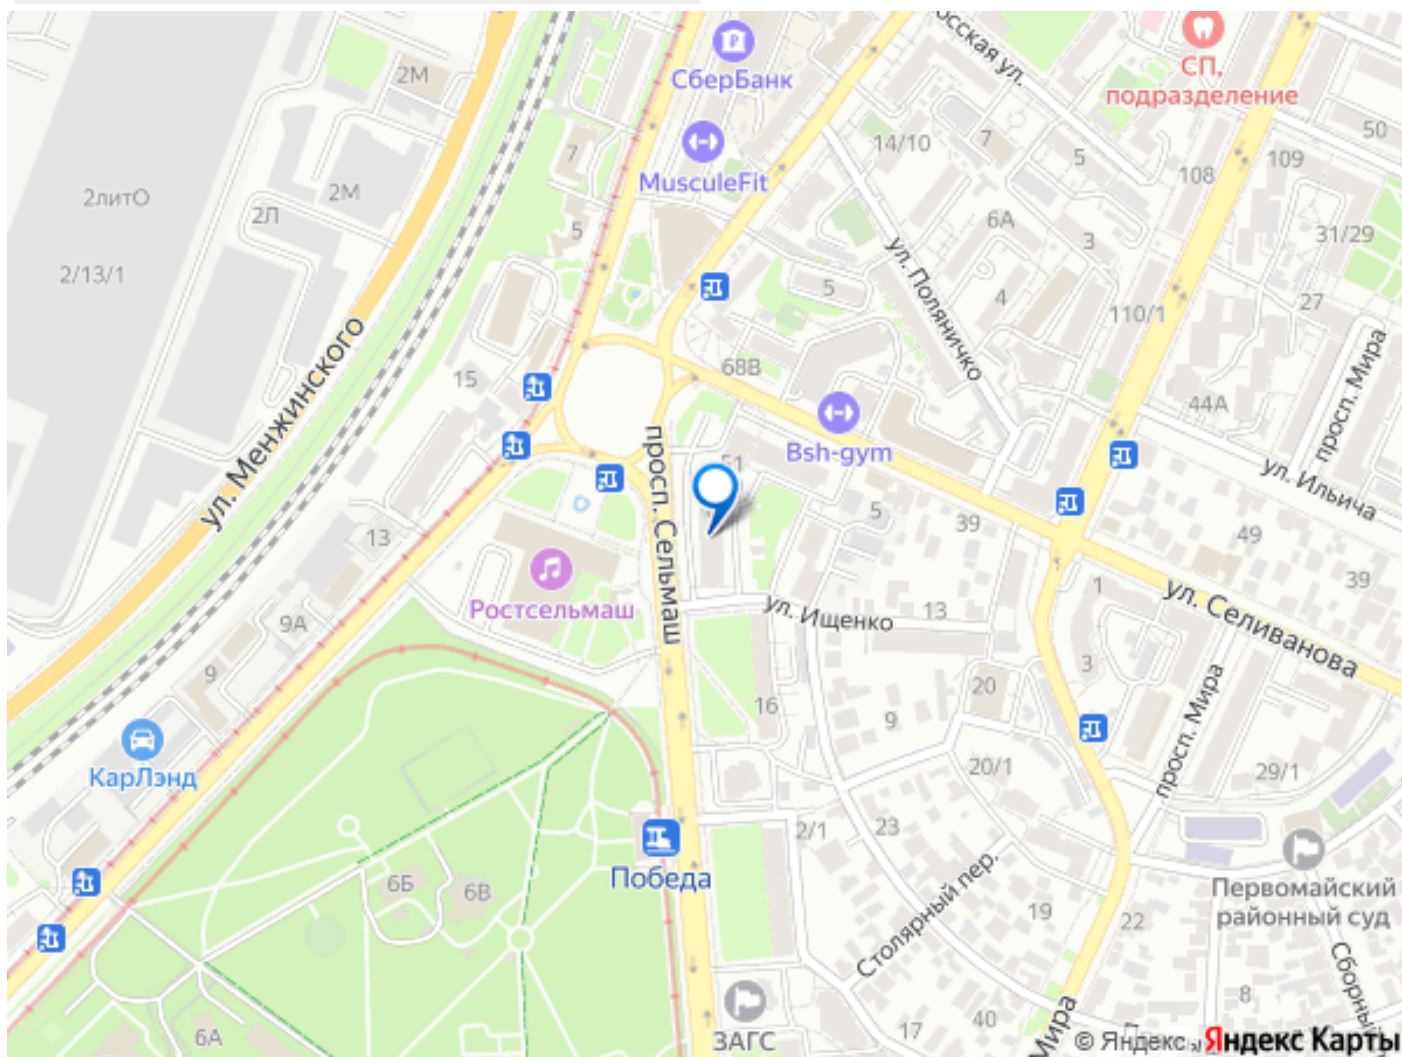 СберБанк
СП,
подразделение
2М
50
7
14/10
7
5
109
MusculeFit
108
2литО
2М
2Л
5
6А
3
31/29
2/13/1
ул. Поляничко
5
4
27
110/1
ул. Менжинского
68В
15
просп. Мира
44А
Bsh-gym
51
просп. Сельмаш
ул. Ильича
5
39
49
13
39
1
Ростсельмаш
ул. Ищенко
13
ул. Селиванова
9А
9
3
20
16
9
просп. Мира
КарЛэнд
20/1
29/1
2/1
23
Победа
6Б
6В
Первомайский
районный суд
Столярный пер.
19
22
Сборный
8
ЗАГС
17
40
6А
Мира
© Яндекс
Яндекс Карты